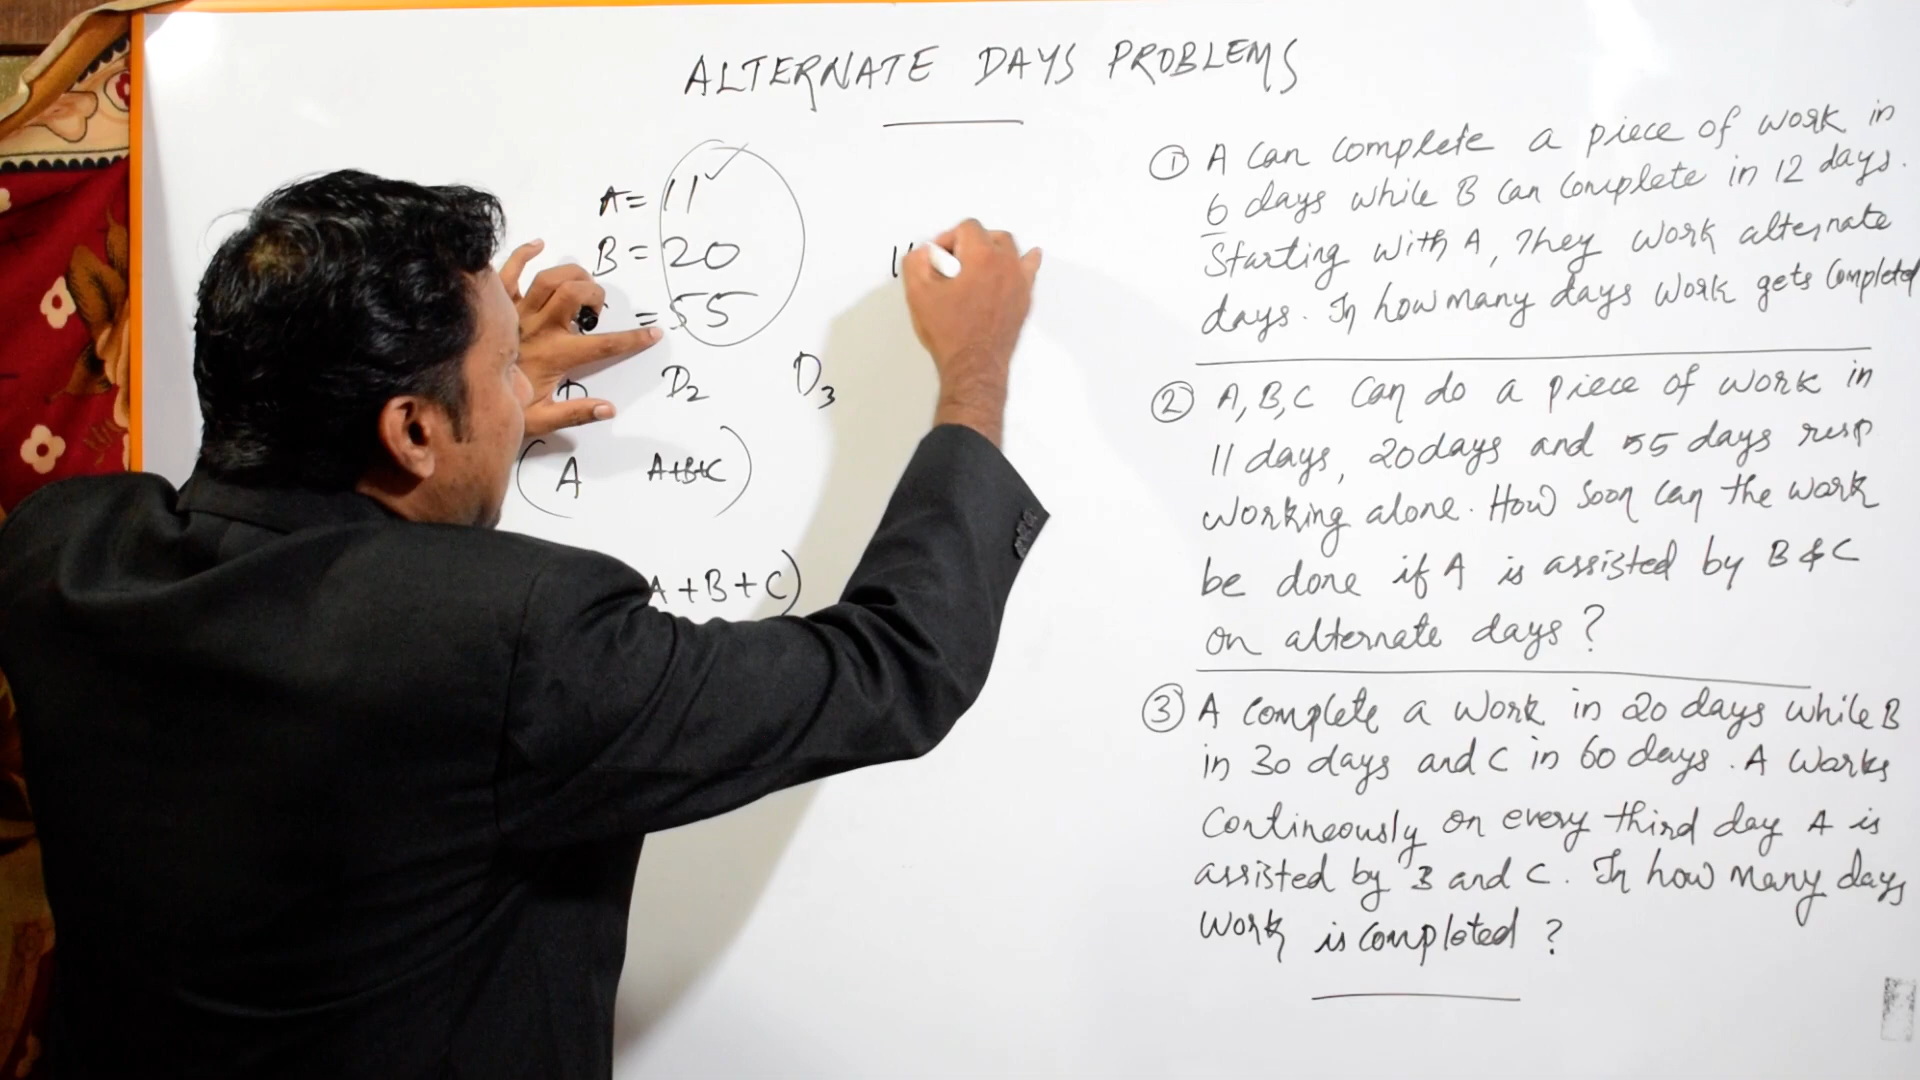 ALTERNATE DAYS PROBLEMS
A = 11 ✓
B = 20
= 55
D D2 D3
( A A+B+C )
A + B + C )
11
① A can complete a piece of work in
6 days while B can complete in 12 days.
Starting with A, They work alternate
days. In how many days work gets completed
② A, B, C can do a piece of work in
11 days, 20 days and 55 days resp
working alone. How soon can the work
be done if A is assisted by B & C
on alternate days ?
③ A complete a work in 20 days while B
in 30 days and C in 60 days . A works
Contineously on every third day A is
assisted by B and C . In how many days
work is completed ?